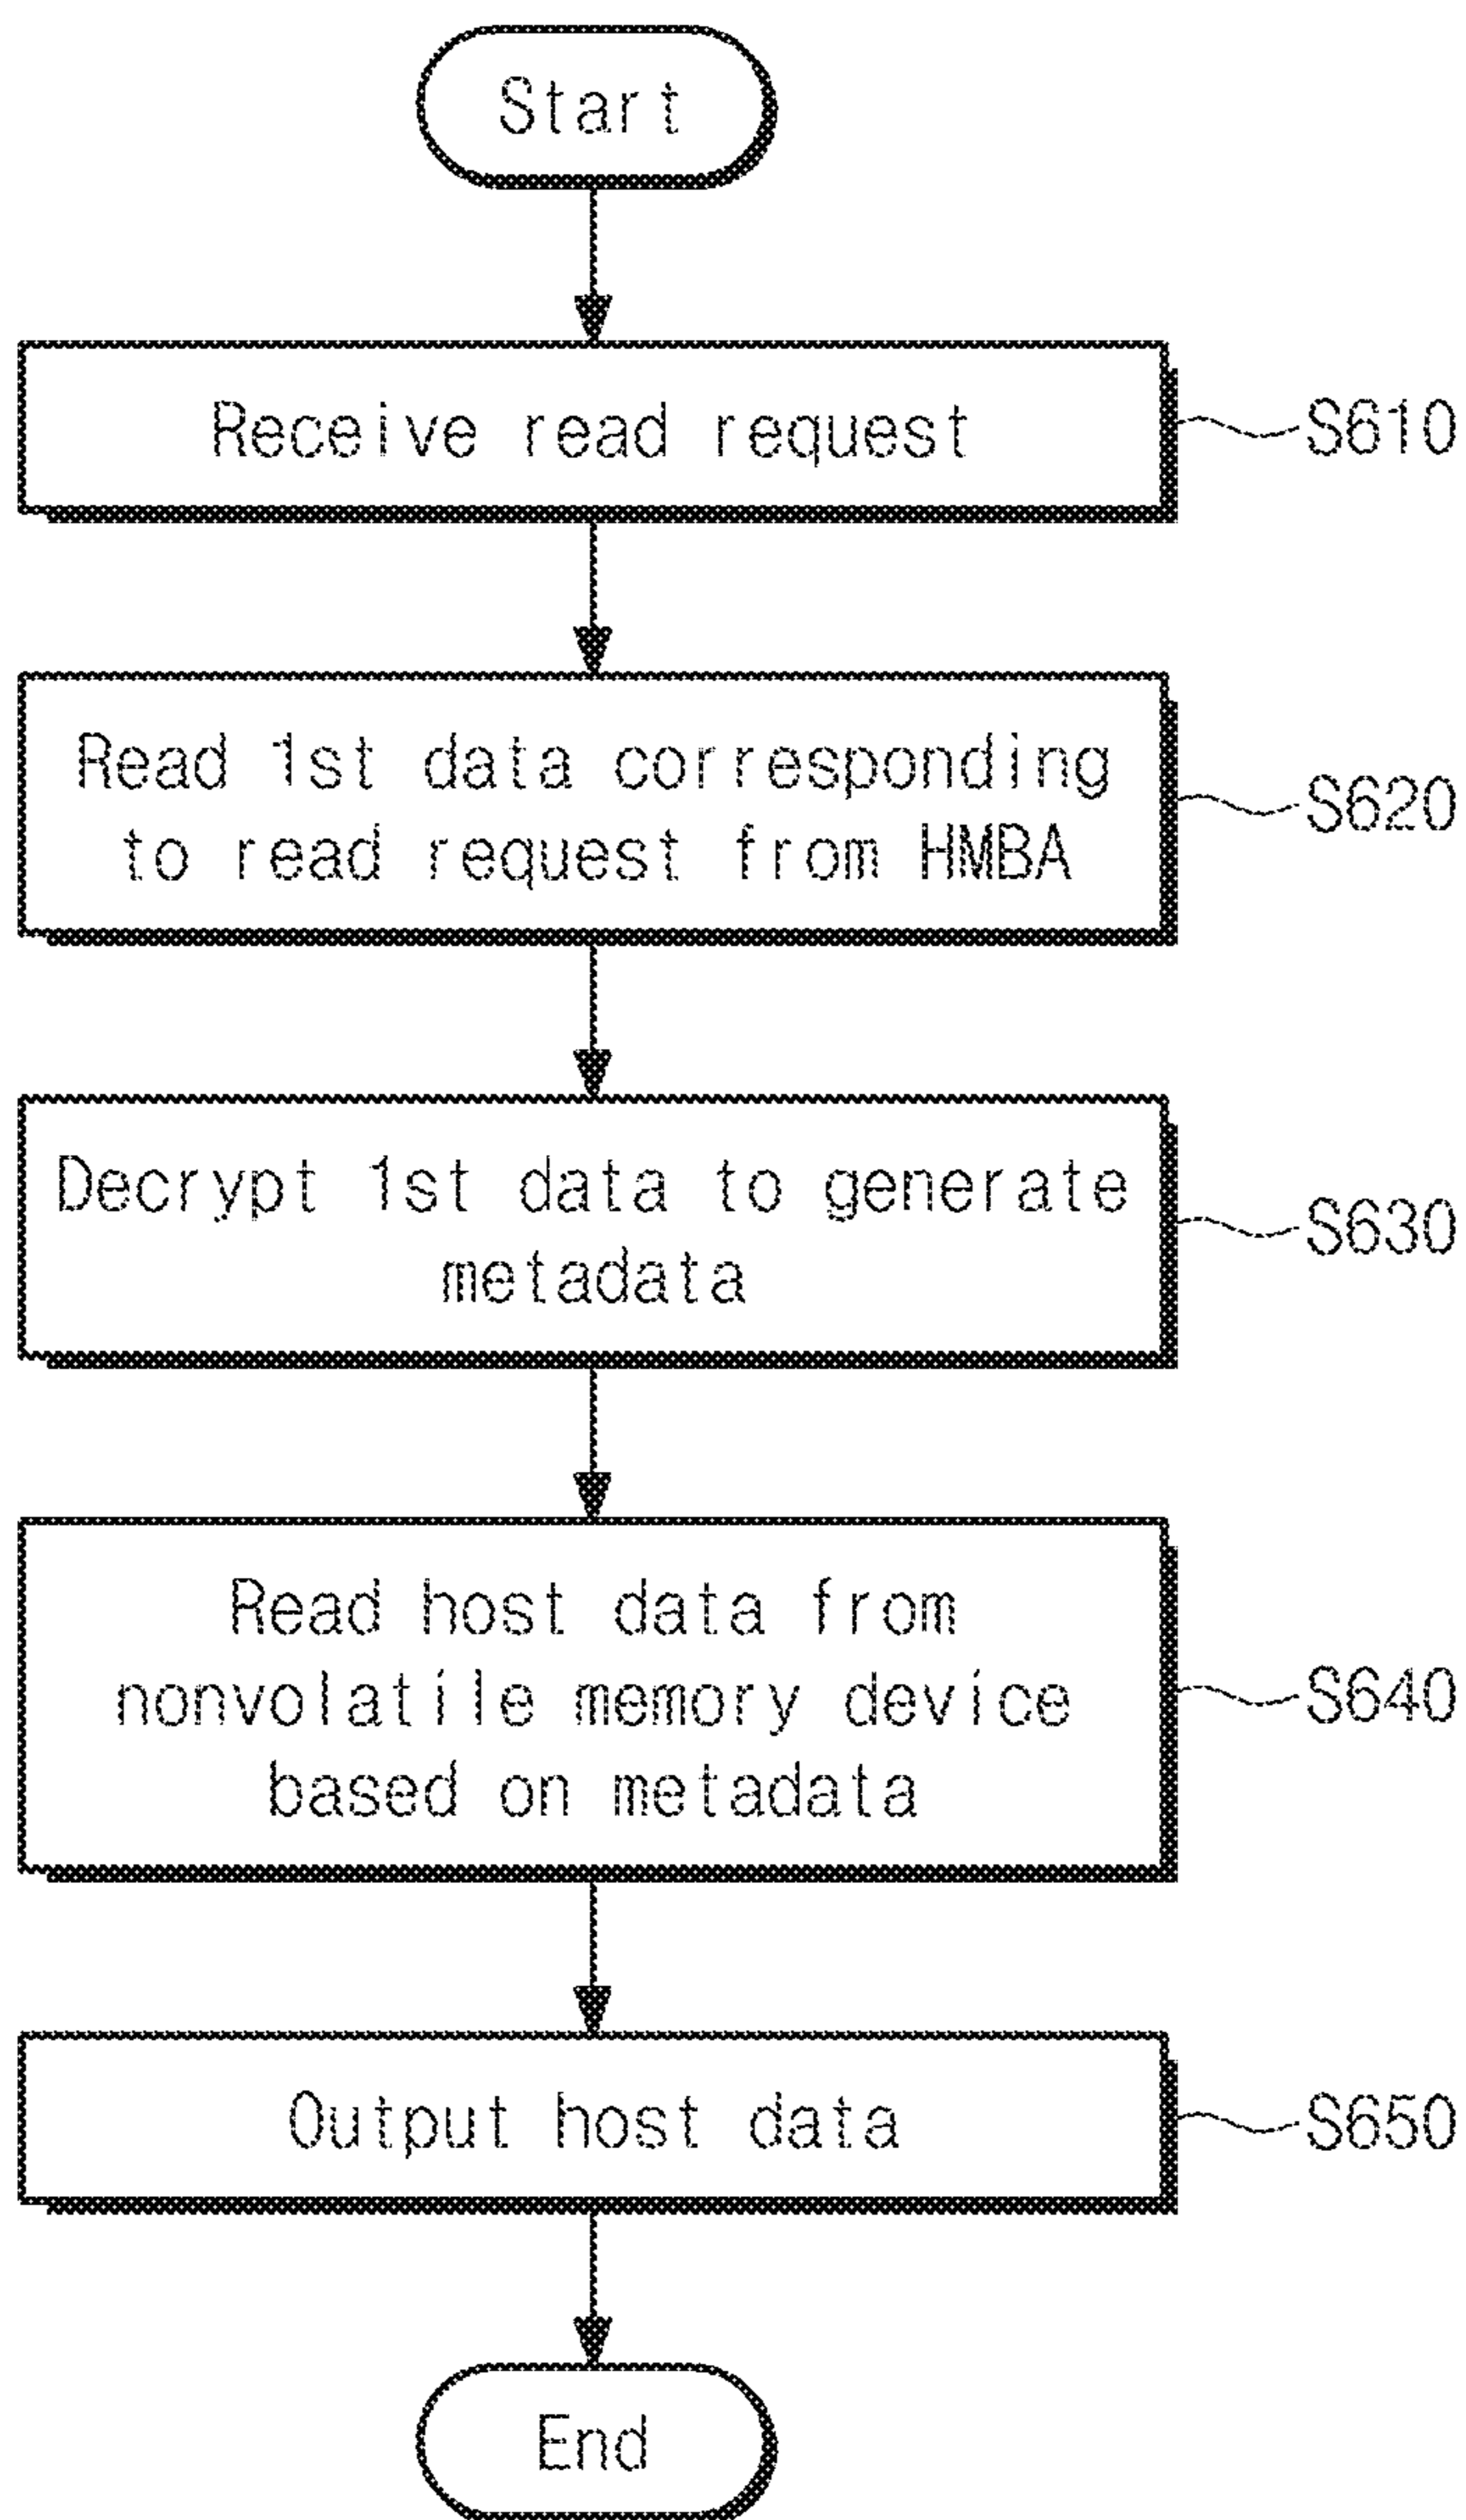 Start
Receive read request
S610
Read 1st data corresponding
to read request from HMBA
S620
Decrypt 1st data to generate
metadata
S630
Read host data from
nonvolatile memory device
based on metadata
S640
Output host data
S650
End